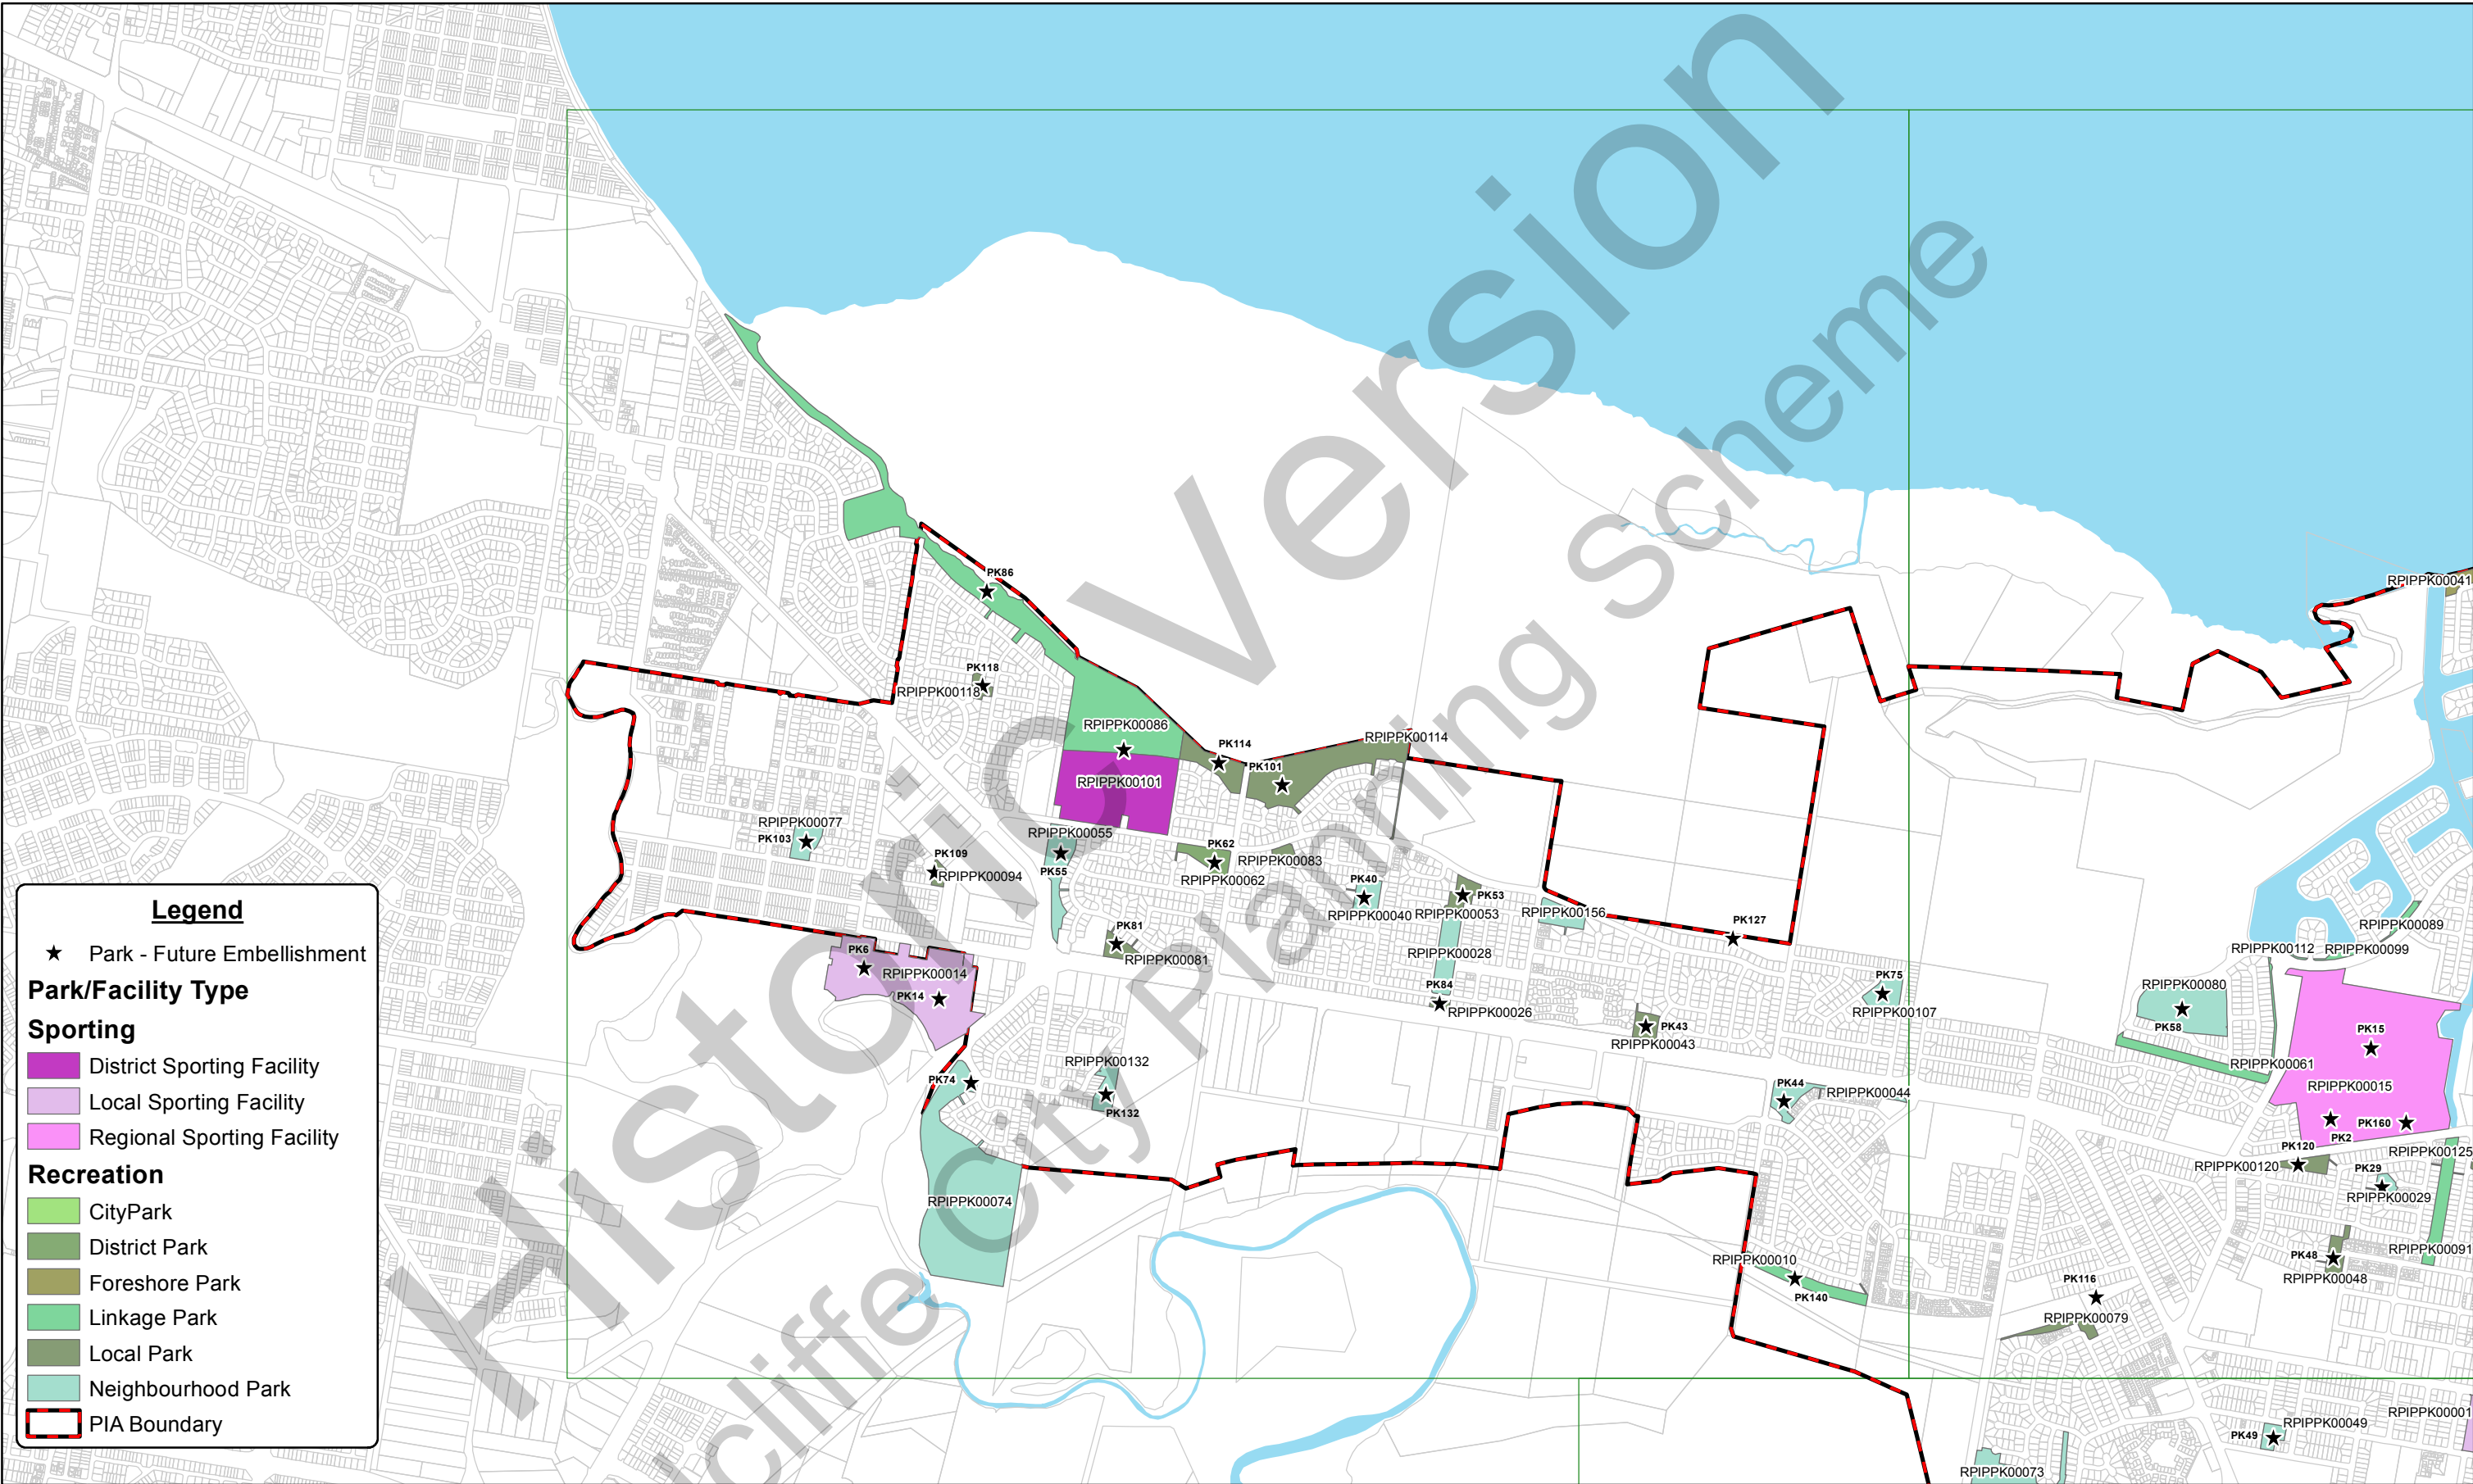 PK86
RPIPPK00041
PK118
RPIPPK00118
RPIPPK00086
PK114
RPIPPK00114
PK101
RPIPPK00101
RPIPPK00077
PK103
RPIPPK00055
PK62
RPIPPK00083
PK109
RPIPPK00094
PK55
RPIPPK00062
PK40
PK53
RPIPPK00040
RPIPPK00053
RPIPPK00156
PK127
RPIPPK00089
PK81
RPIPPK00081
PK6
RPIPPK00014
PK14
RPIPPK00028
RPIPPK00112
RPIPPK00099
PK75
RPIPPK00107
RPIPPK00080
PK58
PK84
RPIPPK00026
PK43
RPIPPK00043
PK15
RPIPPK00061
RPIPPK00015
RPIPPK00132
PK74
PK132
PK44
RPIPPK00044
PK160
PK2
PK120
RPIPPK00120
RPIPPK00125
PK29
RPIPPK00029
RPIPPK00074
RPIPPK00010
PK140
PK48
RPIPPK00048
RPIPPK00091
PK116
RPIPPK00079
RPIPPK00049
PK49
RPIPPK00001
RPIPPK00073
Legend
Park - Future Embellishment
Park/Facility Type
Sporting
District Sporting Facility
Local Sporting Facility
Regional Sporting Facility
Recreation
CityPark
District Park
Foreshore Park
Linkage Park
Local Park
Neighbourhood Park
PIA Boundary
Historic Version
cliffe City Planning Scheme